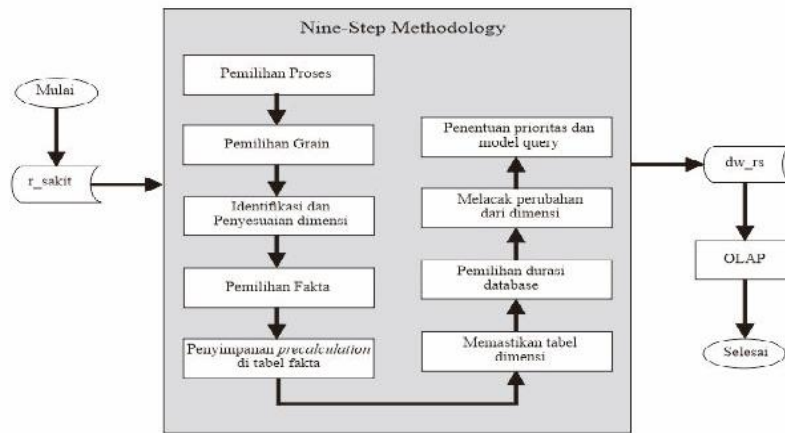 Nine-Step Methodology
Mulai
r_sakit
Pemilihan Proses
Pemilihan Grain
Identifikasi dan
Penyesuaian dimensi
Pemilihan Fakta
Penyimpanan precalculation
di tabel fakta
Memastikan tabel
dimensi
Pemilihan durasi
database
Melacak perubahan
dari dimensi
Penentuan prioritas dan
model query
dw_rs
OLAP
Selesai